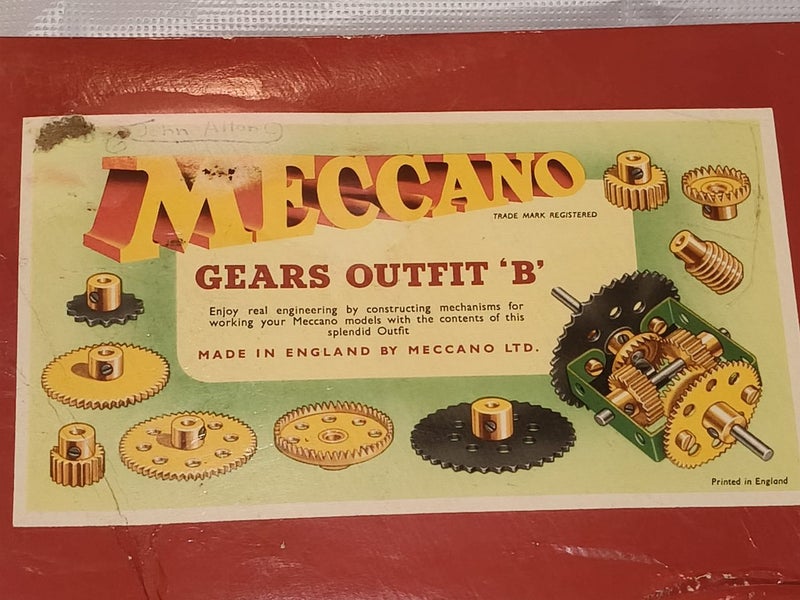 John
MECCANO
TRADE MARK REGISTERED
GEARS OUTFIT ‘B’
Enjoy real engineering by constructing mechanisms for
working your Meccano models with the contents of this
splendid Outfit
MADE IN ENGLAND BY MECCANO LTD.
Printed in England